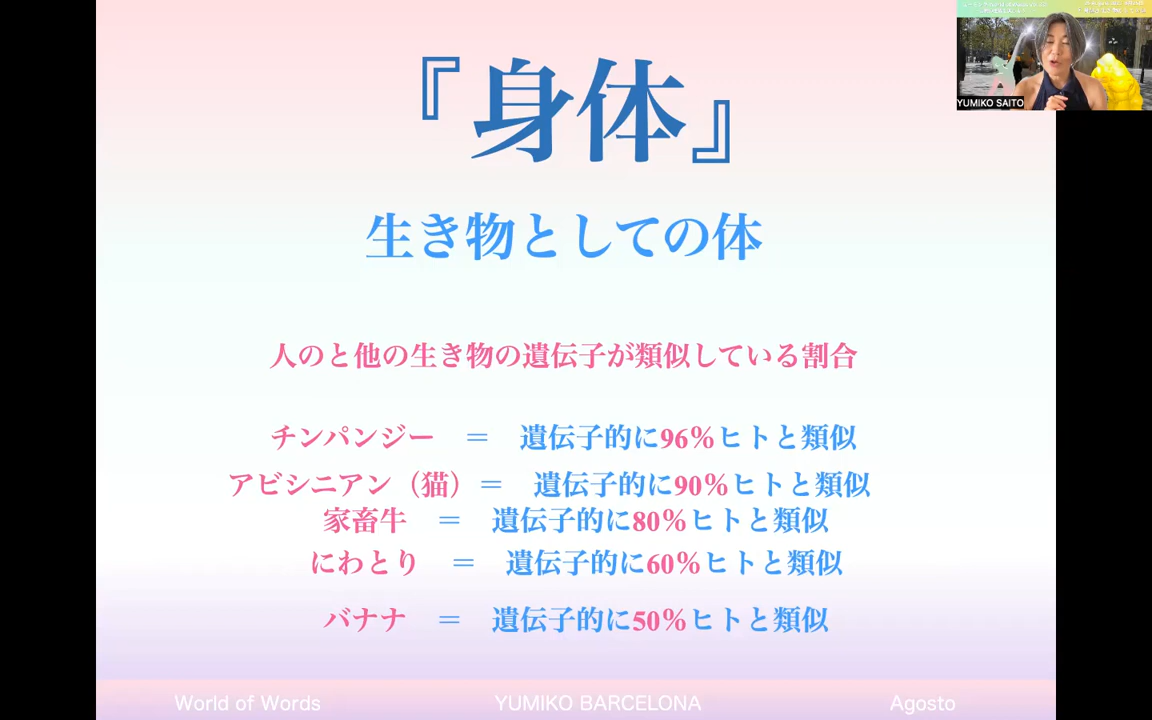 『身体』
生き物としての体
人のと他の生き物の遺伝子が類似している割合
チンパンジー ＝ 遺伝子的に96%ヒトと類似
アビシニアン（猫）＝ 遺伝子的に90%ヒトと類似
家畜牛 ＝ 遺伝子的に80%ヒトと類似
にわとり ＝ 遺伝子的に60%ヒトと類似
バナナ ＝ 遺伝子的に50%ヒトと類似
World of Words YUMIKO BARCELONA Agosto
YUMIKO SAITO